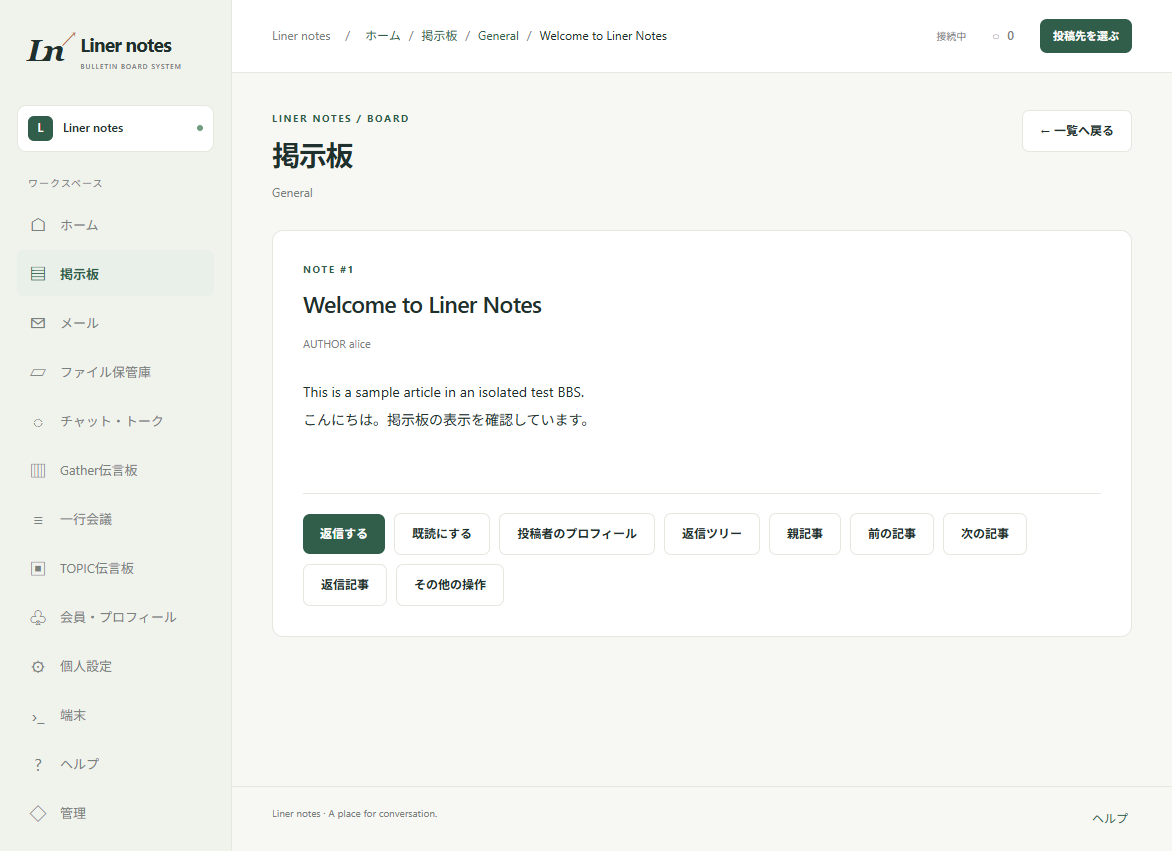 Ln Liner notes
BULLETIN BOARD SYSTEM
L Liner notes
ワークスペース
ホーム
掲示板
メール
ファイル保管庫
チャット・トーク
Gather伝言板
一行会議
TOPIC伝言板
会員・プロフィール
個人設定
>_ 端末
? ヘルプ
管理
Liner notes / ホーム / 掲示板 / General / Welcome to Liner Notes
接続中 ○ 0 投稿先を選ぶ
LINER NOTES / BOARD
掲示板
General
← 一覧へ戻る
NOTE #1
Welcome to Liner Notes
AUTHOR alice
This is a sample article in an isolated test BBS.
こんにちは。掲示板の表示を確認しています。
返信する 既読にする 投稿者のプロフィール 返信ツリー 親記事 前の記事 次の記事
返信記事 その他の操作
Liner notes · A place for conversation.
ヘルプ